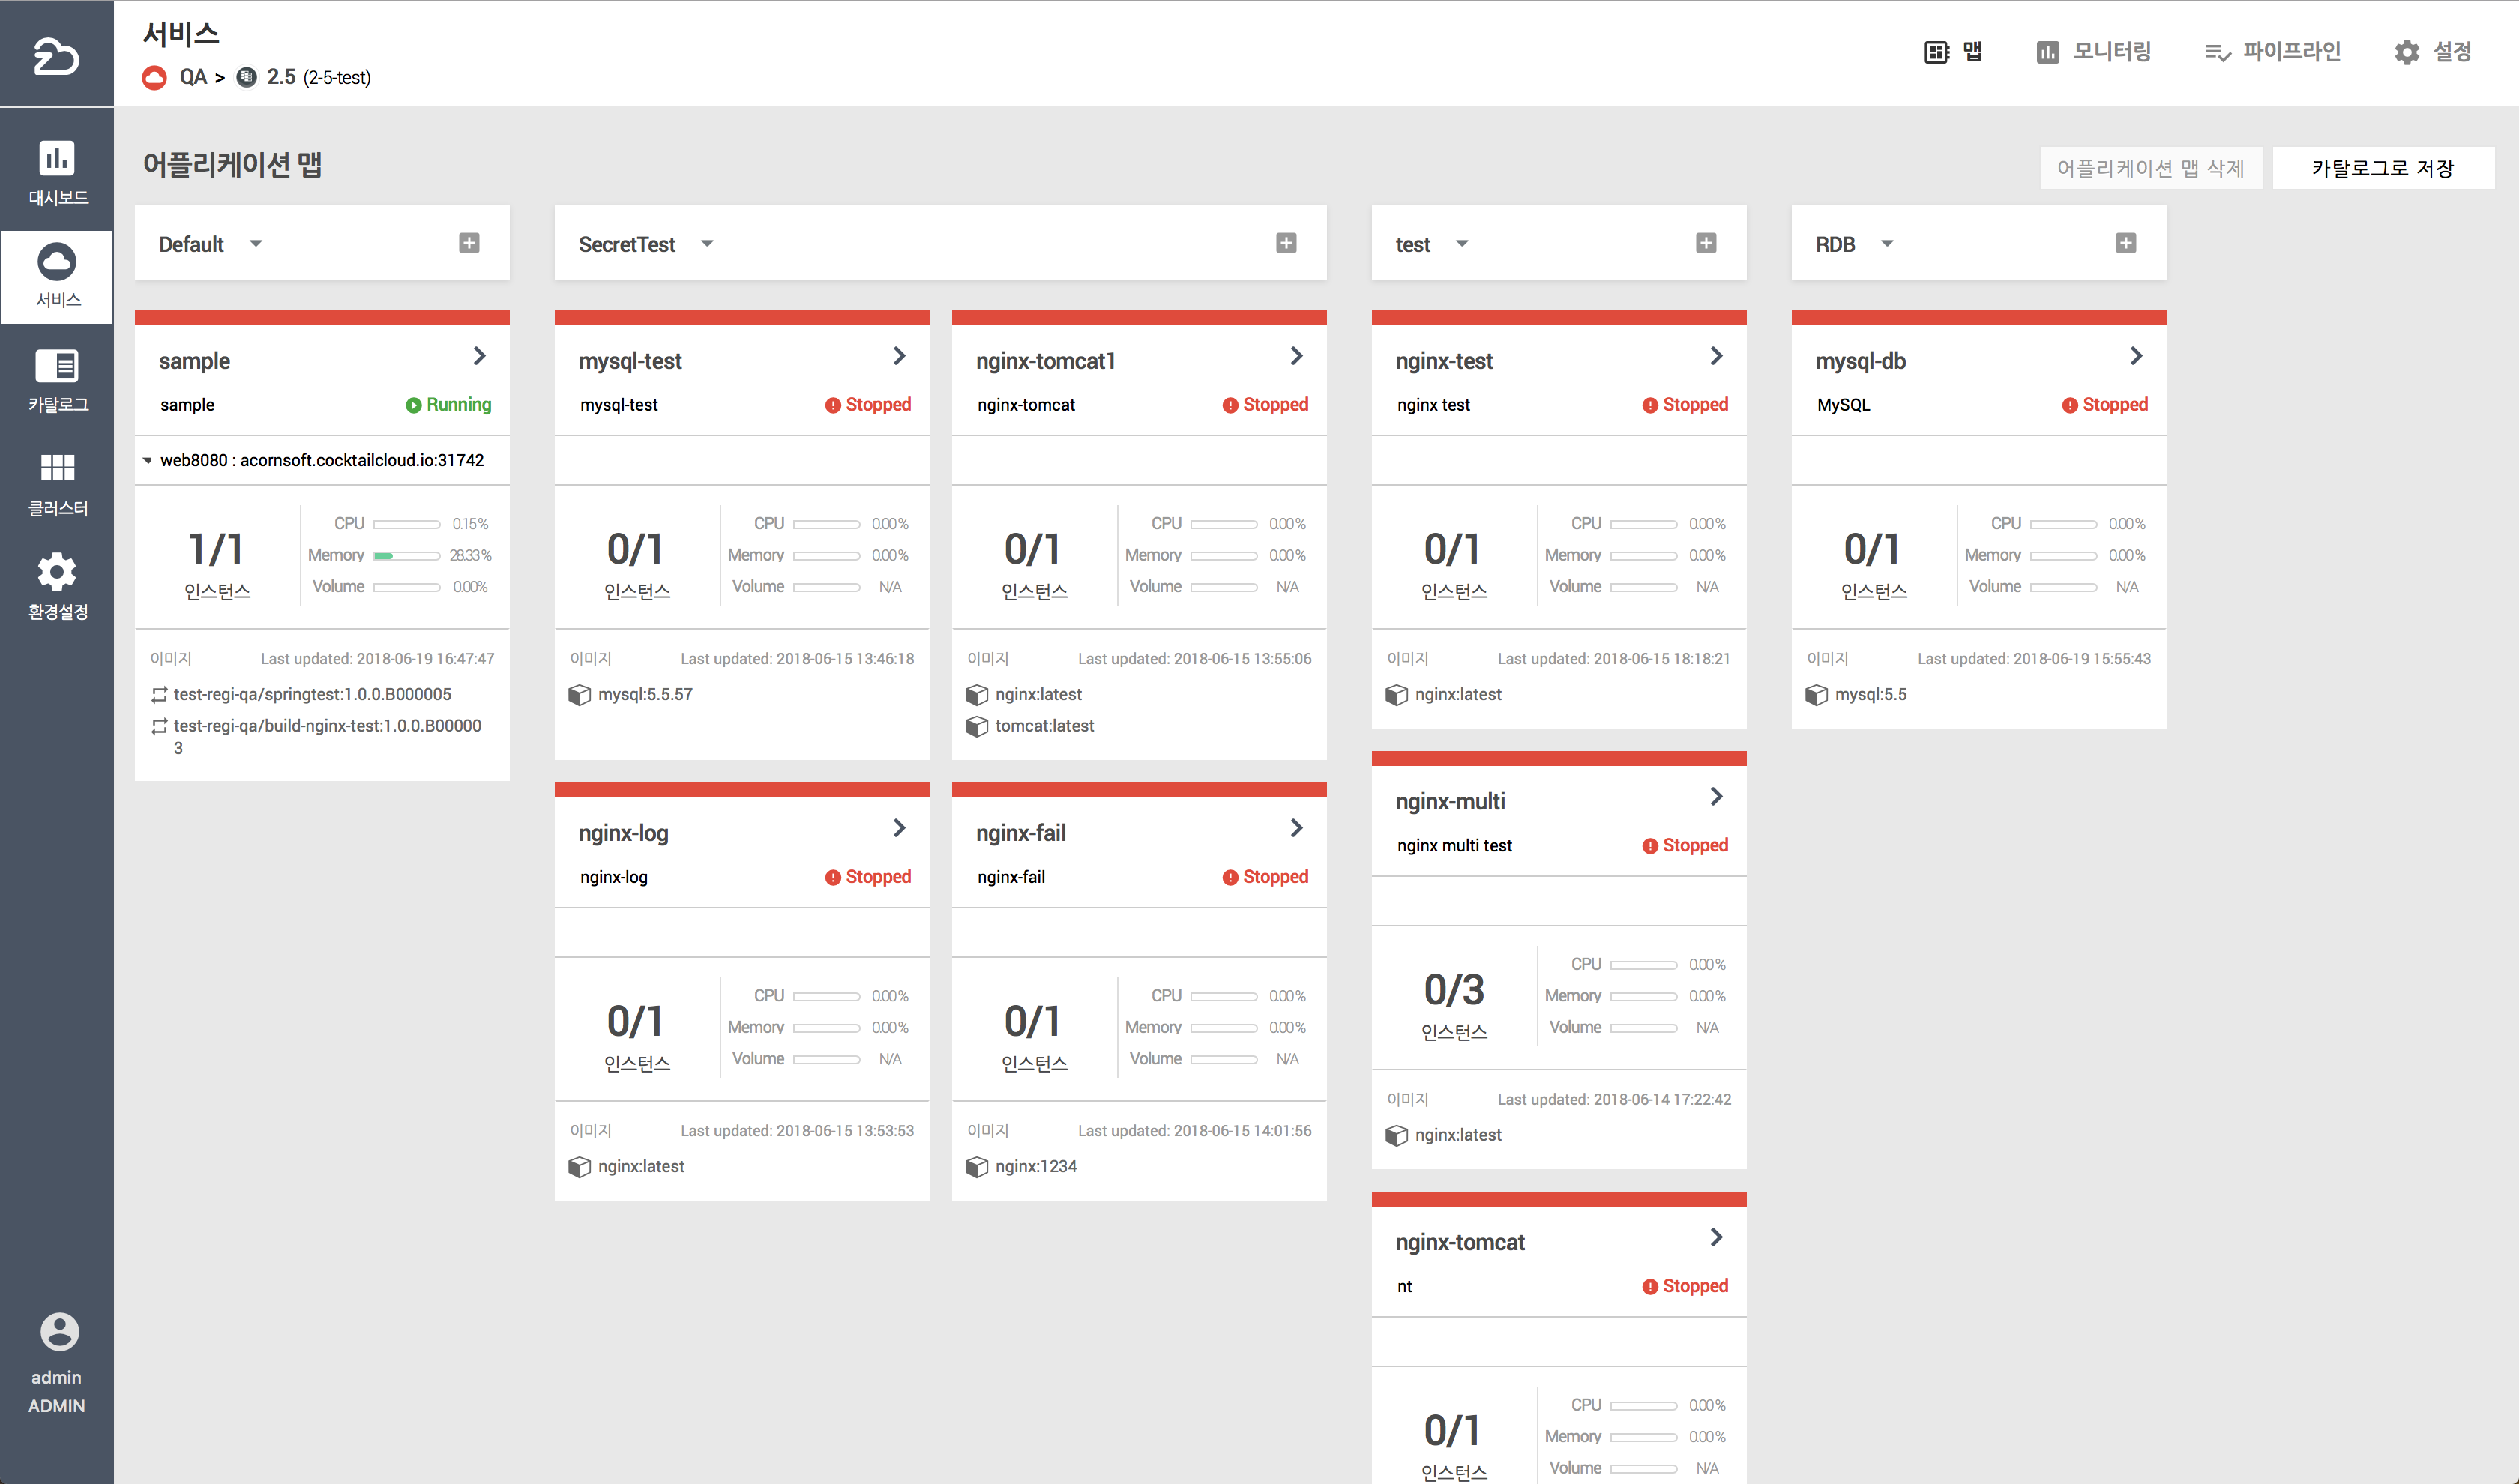 서비스
QA > 2.5 (2-5-test)
맵
모니터링
파이프라인
설정
대시보드
서비스
카탈로그
클러스터
환경설정
admin
ADMIN
어플리케이션 맵
어플리케이션 맵 삭제
카탈로그로 저장
Default
sample
sample Running
web8080 : acornsoft.cocktailcloud.io:31742
1/1
인스턴스
CPU 0.15%
Memory 28.33%
Volume 0.00%
이미지 Last updated: 2018-06-19 16:47:47
test-regi-qa/springtest:1.0.0.B000005
test-regi-qa/build-nginx-test:1.0.0.B00000
3
SecretTest
mysql-test
mysql-test Stopped
0/1
인스턴스
CPU 0.00%
Memory 0.00%
Volume N/A
이미지 Last updated: 2018-06-15 13:46:18
mysql:5.5.57
nginx-tomcat1
nginx-tomcat Stopped
0/1
인스턴스
CPU 0.00%
Memory 0.00%
Volume N/A
이미지 Last updated: 2018-06-15 13:55:06
nginx:latest
tomcat:latest
nginx-log
nginx-log Stopped
0/1
인스턴스
CPU 0.00%
Memory 0.00%
Volume N/A
이미지 Last updated: 2018-06-15 13:53:53
nginx:latest
nginx-fail
nginx-fail Stopped
0/1
인스턴스
CPU 0.00%
Memory 0.00%
Volume N/A
이미지 Last updated: 2018-06-15 14:01:56
nginx:1234
test
nginx-test
nginx test Stopped
0/1
인스턴스
CPU 0.00%
Memory 0.00%
Volume N/A
이미지 Last updated: 2018-06-15 18:18:21
nginx:latest
nginx-multi
nginx multi test Stopped
0/3
인스턴스
CPU 0.00%
Memory 0.00%
Volume N/A
이미지 Last updated: 2018-06-14 17:22:42
nginx:latest
nginx-tomcat
nt Stopped
0/1
인스턴스
CPU 0.00%
Memory 0.00%
Volume N/A
RDB
mysql-db
MySQL Stopped
0/1
인스턴스
CPU 0.00%
Memory 0.00%
Volume N/A
이미지 Last updated: 2018-06-19 15:55:43
mysql:5.5